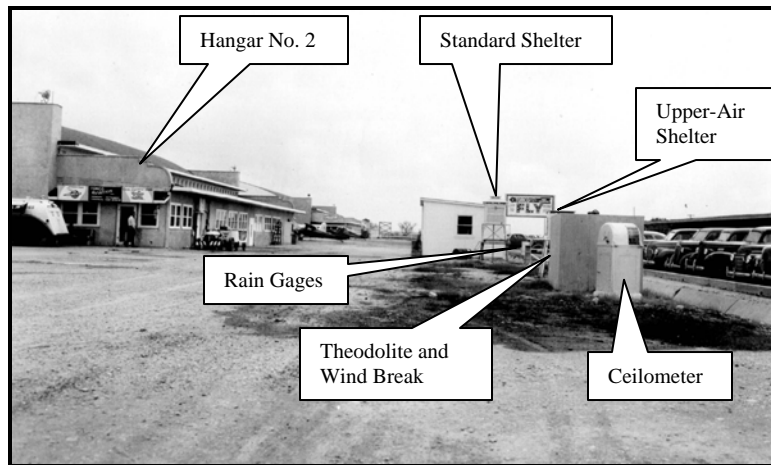 Hangar No. 2
Standard Shelter
Upper-Air
Shelter
FLY
Rain Gages
Theodolite and
Wind Break
Ceilometer